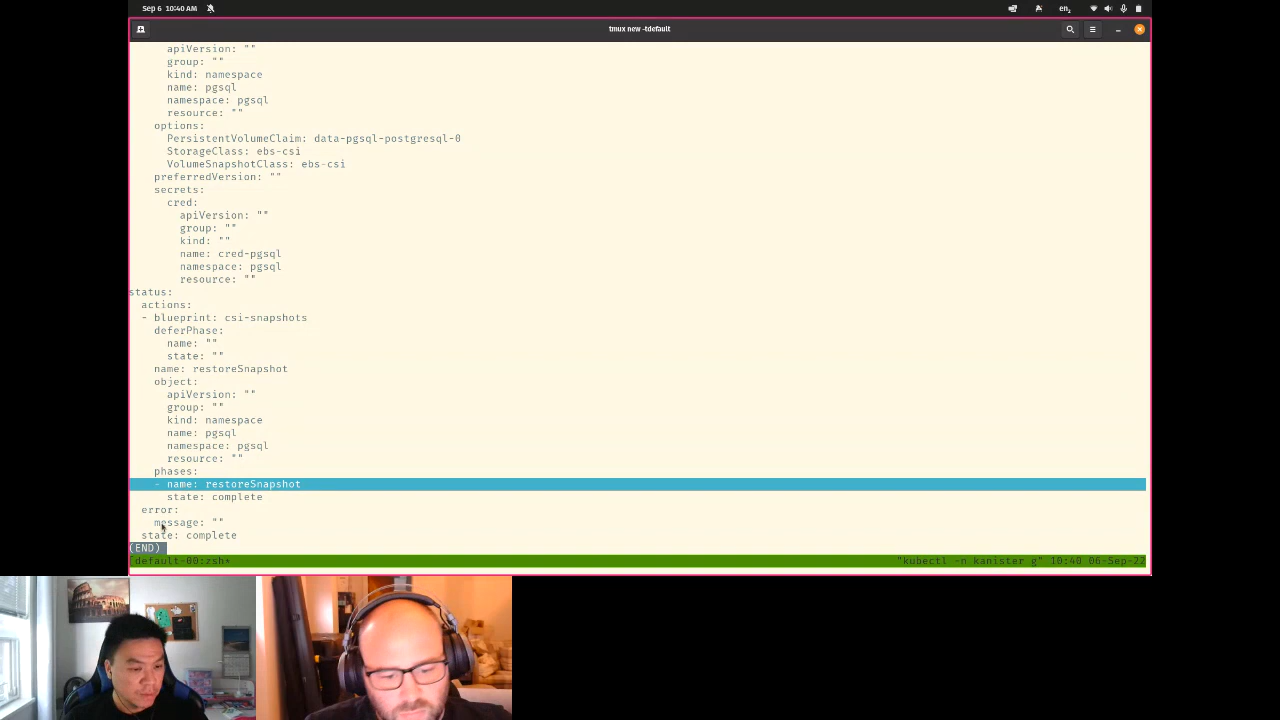 Sep 6 10:40 AM
en₂
tmux new -tdefault
apiVersion: ""
group: ""
kind: namespace
name: pgsql
namespace: pgsql
resource: ""
options:
PersistentVolumeClaim: data-pgsql-postgresql-0
StorageClass: ebs-csi
VolumeSnapshotClass: ebs-csi
preferredVersion: ""
secrets:
cred:
apiVersion: ""
group: ""
kind: ""
name: cred-pgsql
namespace: pgsql
resource: ""
status:
actions:
- blueprint: csi-snapshots
deferPhase:
name: ""
state: ""
name: restoreSnapshot
object:
apiVersion: ""
group: ""
kind: namespace
name: pgsql
namespace: pgsql
resource: ""
phases:
- name: restoreSnapshot
state: complete
error:
message: ""
state: complete
(END)
[default-00:zsh* "kubectl -n kanister g" 10:40 06-Sep-22